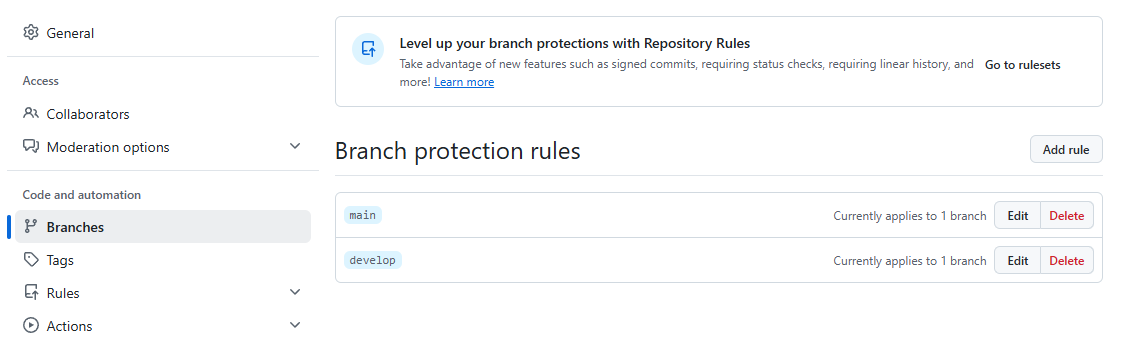 General
Access
Collaborators
Moderation options
Code and automation
Branches
Tags
Rules
Actions
Level up your branch protections with Repository Rules
Take advantage of new features such as signed commits, requiring status checks, requiring linear history, and
more! Learn more
Go to rulesets
Branch protection rules
Add rule
main Currently applies to 1 branch Edit Delete
develop Currently applies to 1 branch Edit Delete